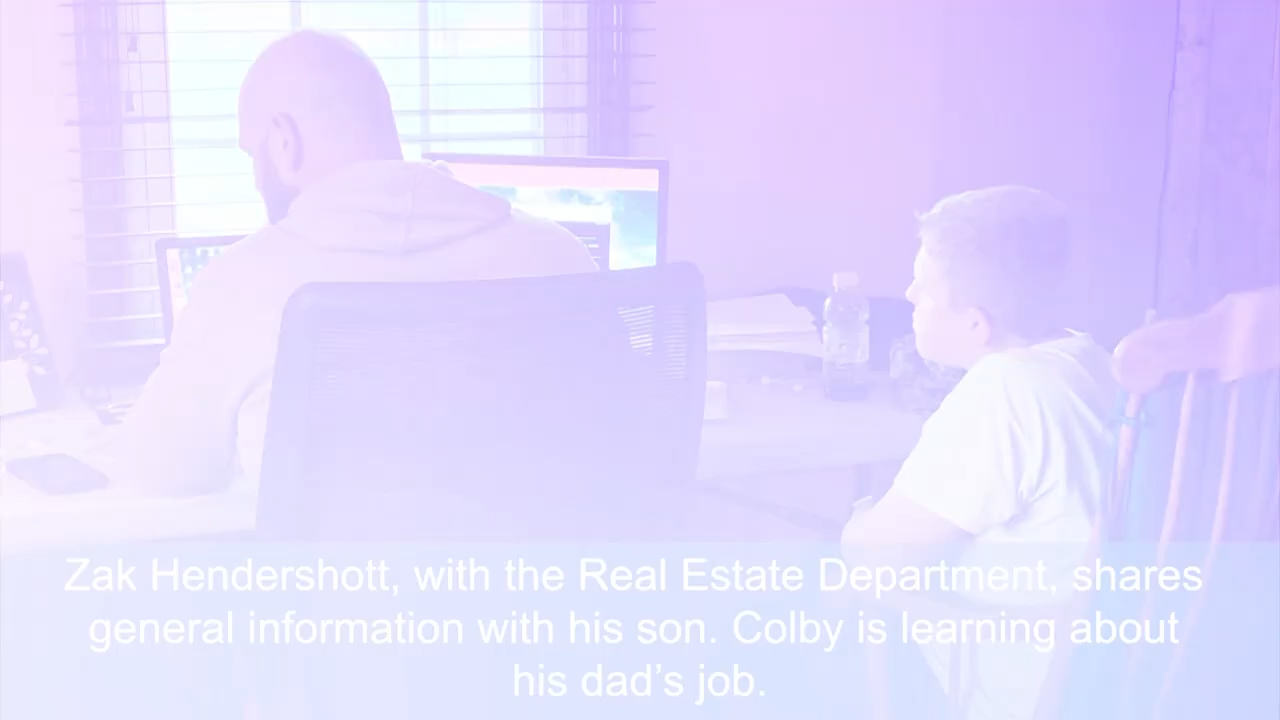 Zak Hendershott, with the Real Estate Department, shares
general information with his son. Colby is learning about
his dad’s job.